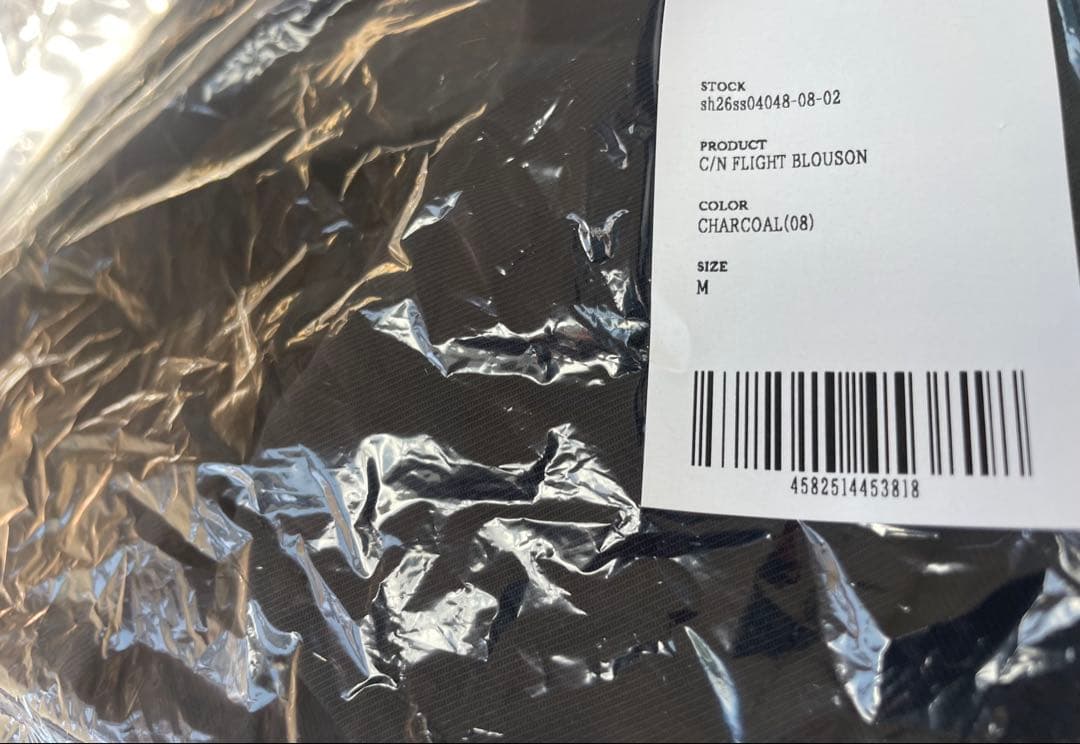 STOCK
sh26ss04048-08-02
PRODUCT
C/N FLIGHT BLOUSON
COLOR
CHARCOAL(08)
SIZE
M
4582514453818